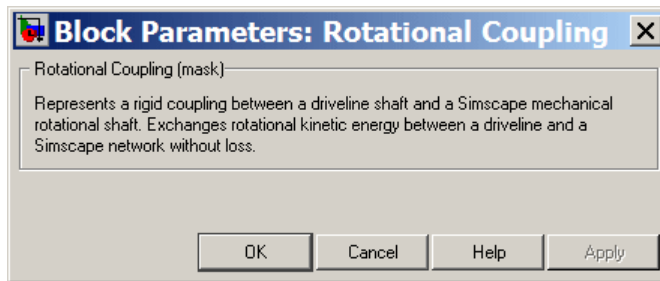 Block Parameters: Rotational Coupling
Rotational Coupling (mask)
Represents a rigid coupling between a driveline shaft and a Simscape mechanical
rotational shaft. Exchanges rotational kinetic energy between a driveline and a
Simscape network without loss.
OK Cancel Help Apply